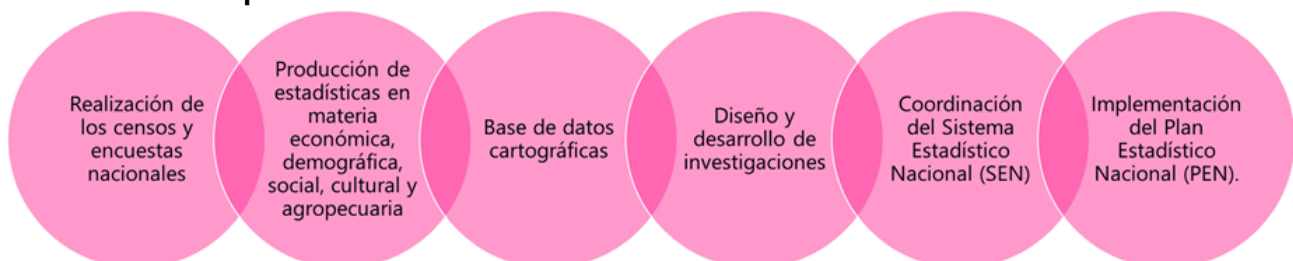 Realización de
los censos y
encuestas
nacionales
Producción de
estadísticas en
materia
económica,
demográfica,
social, cultural y
agropecuaria
Base de datos
cartográficas
Diseño y
desarrollo de
investigaciones
Coordinación
del Sistema
Estadístico
Nacional (SEN)
Implementación
del Plan
Estadístico
Nacional (PEN).